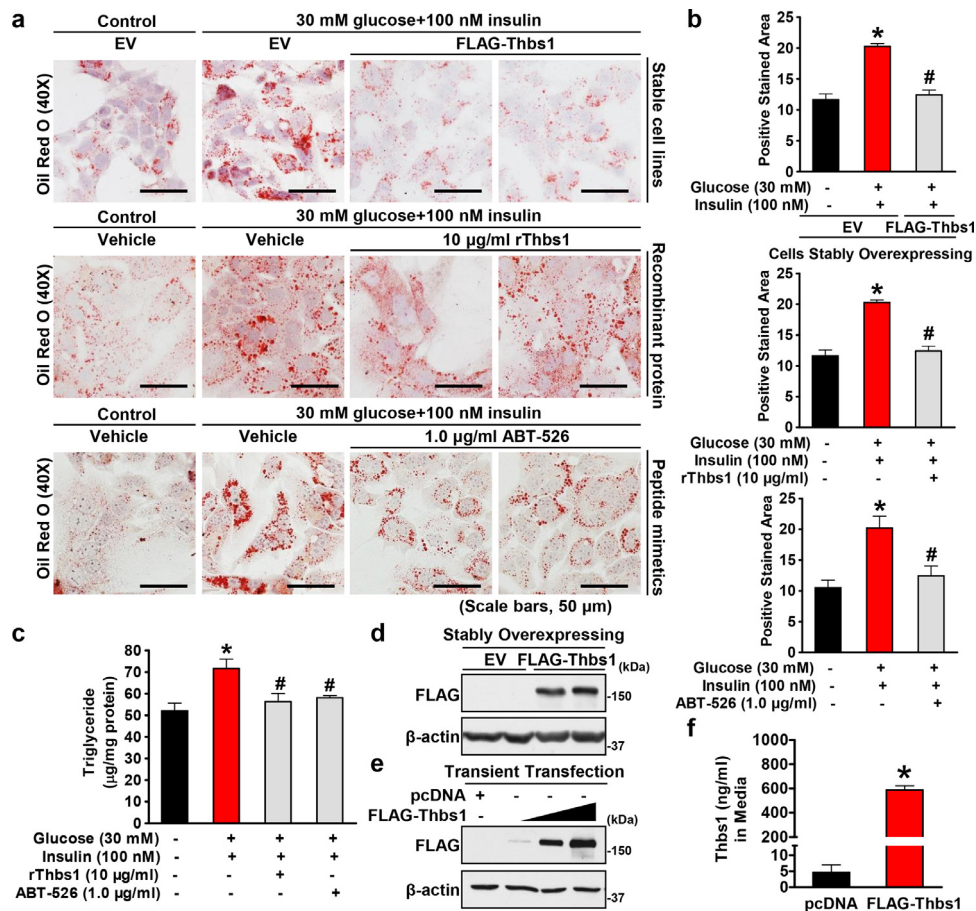 a
Control
30 mM glucose+100 nM insulin
EV
EV
FLAG-Thbs1
Oil Red O (40X)
Stable cell lines
Control
30 mM glucose+100 nM insulin
Vehicle
Vehicle
10 µg/ml rThbs1
Oil Red O (40X)
Recombinant protein
Control
30 mM glucose+100 nM insulin
Vehicle
Vehicle
1.0 µg/ml ABT-526
Oil Red O (40X)
Peptide mimetics
(Scale bars, 50 µm)
b
Positive Stained Area
25
20
15
10
5
0
*
#
Glucose (30 mM) - + +
Insulin (100 nM) - + +
EV FLAG-Thbs1
Cells Stably Overexpressing
Positive Stained Area
25
20
15
10
5
0
*
#
Glucose (30 mM) - + +
Insulin (100 nM) - + +
rThbs1 (10 µg/ml) - - +
Positive Stained Area
25
20
15
10
5
0
*
#
Glucose (30 mM) - + +
Insulin (100 nM) - + +
ABT-526 (1.0 µg/ml) - - +
c
Triglyceride
(µg/mg protein)
80
70
60
50
40
30
20
10
0
*
#
#
Glucose (30 mM) - + + +
Insulin (100 nM) - + + +
rThbs1 (10 µg/ml) - - + -
ABT-526 (1.0 µg/ml) - - - +
d
Stably Overexpressing
EV FLAG-Thbs1
(kDa)
FLAG
-150
β-actin
-37
e
Transient Transfection
pcDNA + - - -
FLAG-Thbs1 -
(kDa)
FLAG
-150
β-actin
-37
f
Thbs1 (ng/ml)
in Media
800
600
400
200
5
0
*
pcDNA FLAG-Thbs1